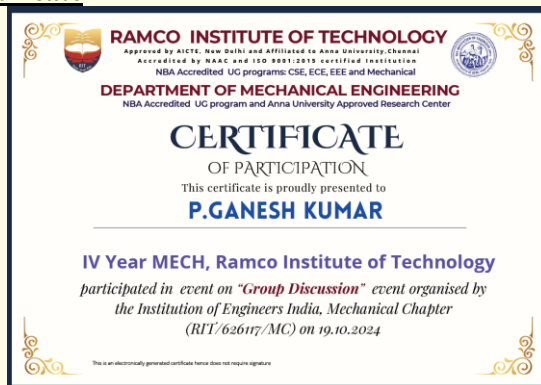 RAMCO INSTITUTE OF TECHNOLOGY
Approved by AICTE, New Delhi and Affiliated to Anna University, Chennai
Accredited by NAAC and ISO 9001:2015 certified Institution
NBA Accredited UG programs: CSE, ECE, EEE and Mechanical
DEPARTMENT OF MECHANICAL ENGINEERING
NBA Accredited UG program and Anna University Approved Research Center
CERTIFICATE
OF PARTICIPATION
This certificate is proudly presented to
P.GANESH KUMAR
IV Year MECH, Ramco Institute of Technology
participated in event on “Group Discussion” event organised by
the Institution of Engineers India, Mechanical Chapter
(RIT/626117/MC) on 19.10.2024
This is an electronically generated certificate hence does not require signature